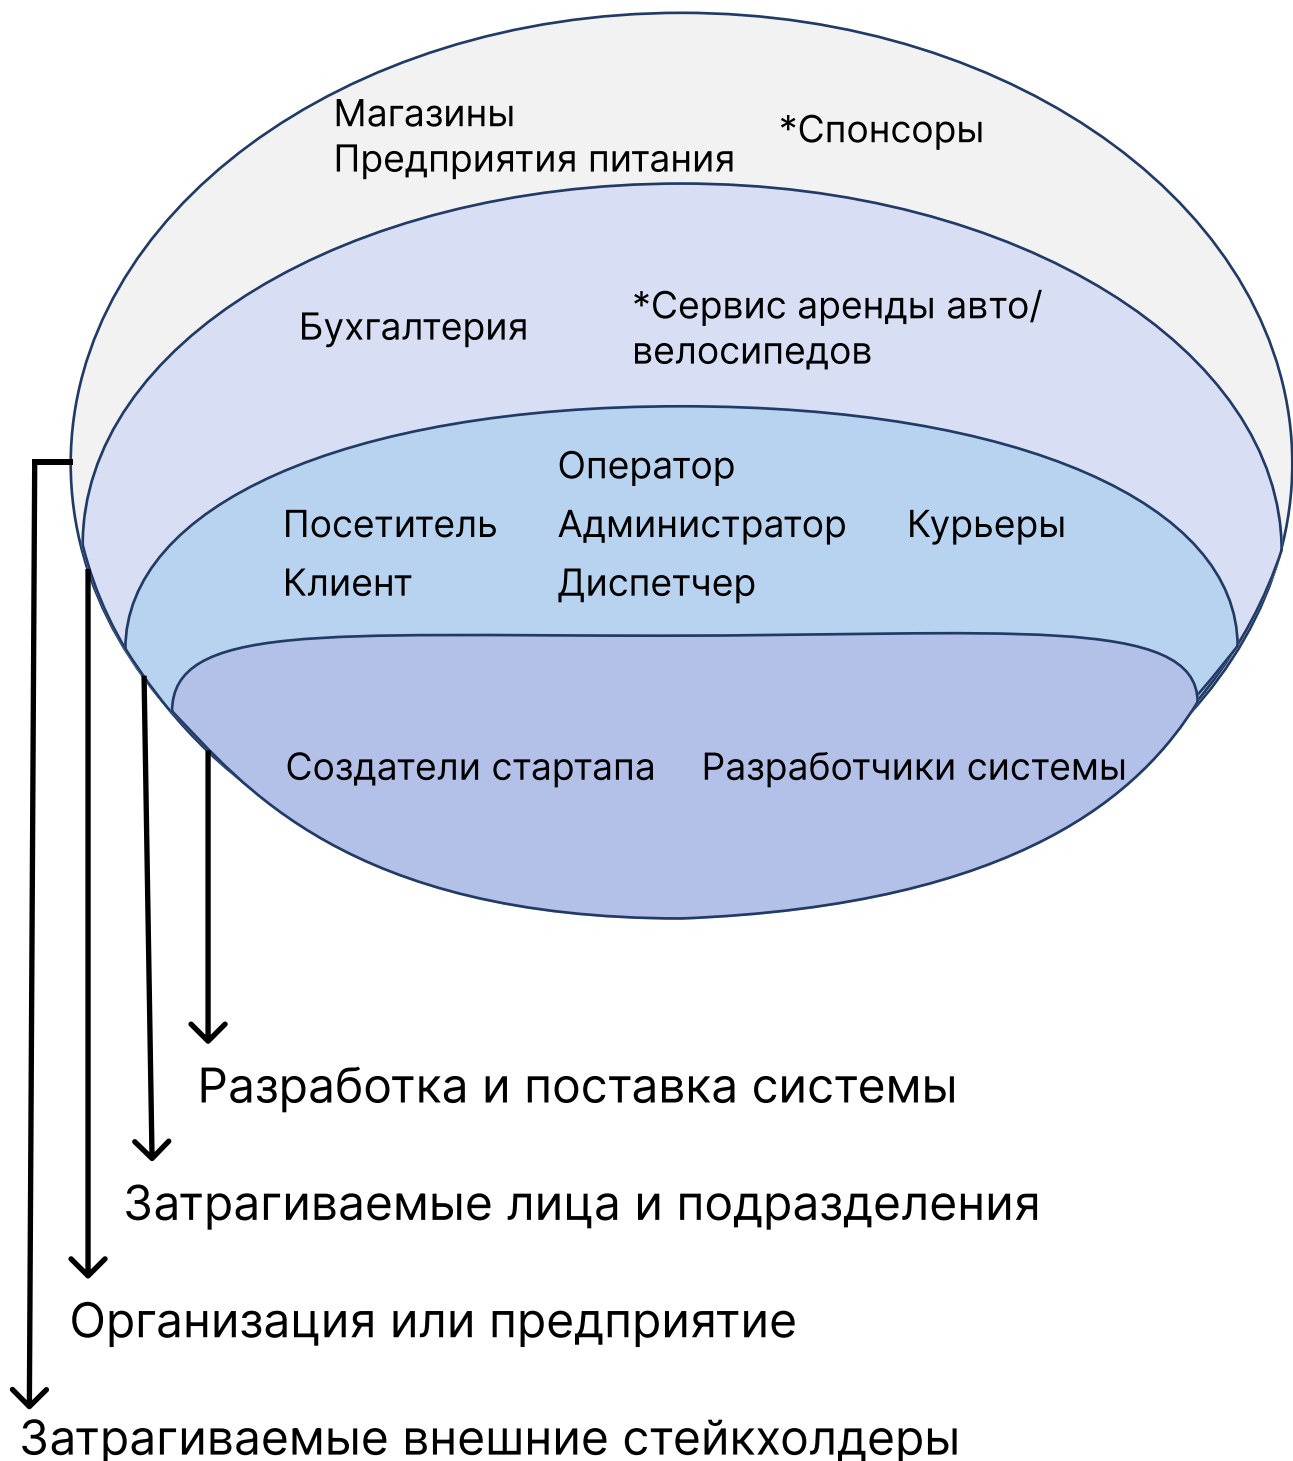 Магазины
Предприятия питания
*Спонсоры
Бухгалтерия
*Сервис аренды авто/
велосипедов
Оператор
Посетитель
Администратор
Курьеры
Клиент
Диспетчер
Создатели стартапа
Разработчики системы
Разработка и поставка системы
Затрагиваемые лица и подразделения
Организация или предприятие
Затрагиваемые внешние стейкхолдеры